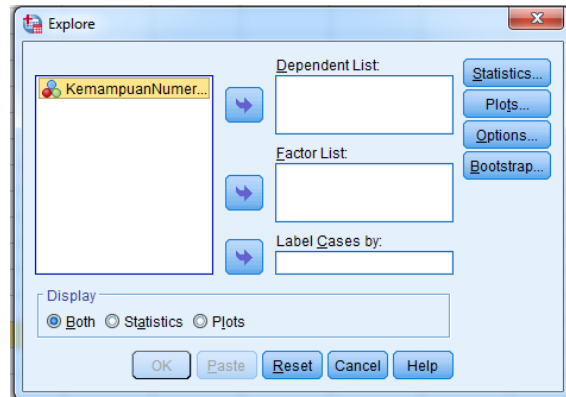 Explore
KemampuanNumer...
Dependent List:
Factor List:
Label Cases by:
Statistics...
Plots...
Options...
Bootstrap...
Display
Both Statistics Plots
OK Paste Reset Cancel Help